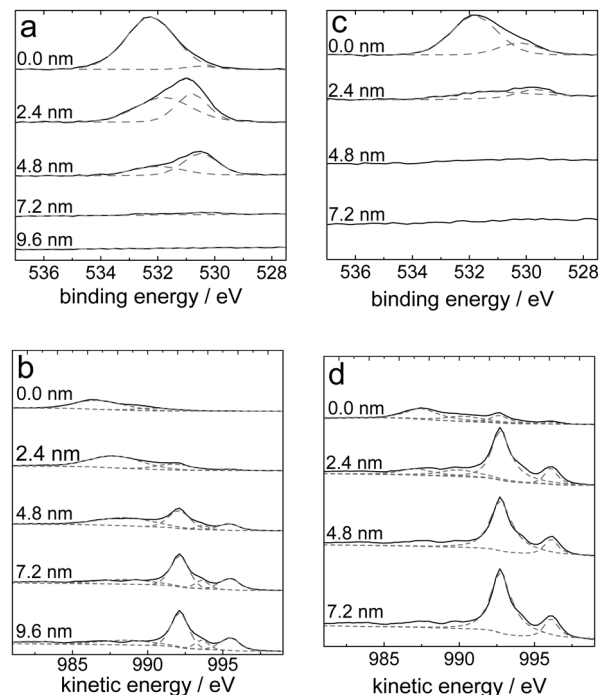 a
0.0 nm
2.4 nm
4.8 nm
7.2 nm
9.6 nm
536 534 532 530 528
binding energy / eV
c
0.0 nm
2.4 nm
4.8 nm
7.2 nm
536 534 532 530 528
binding energy / eV
b
0.0 nm
2.4 nm
4.8 nm
7.2 nm
9.6 nm
985 990 995
kinetic energy / eV
d
0.0 nm
2.4 nm
4.8 nm
7.2 nm
985 990 995
kinetic energy / eV